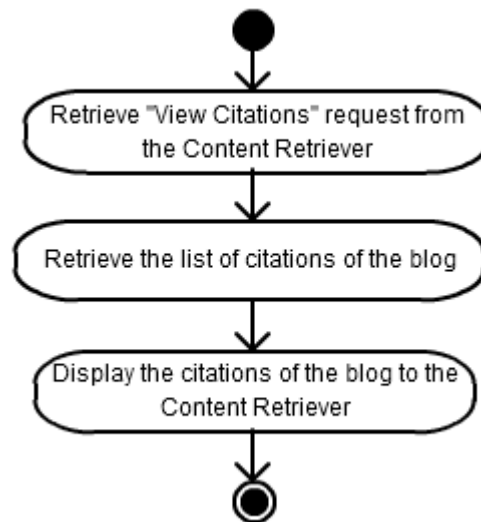 Retrieve "View Citations" request from
the Content Retriever
Retrieve the list of citations of the blog
Display the citations of the blog to the
Content Retriever